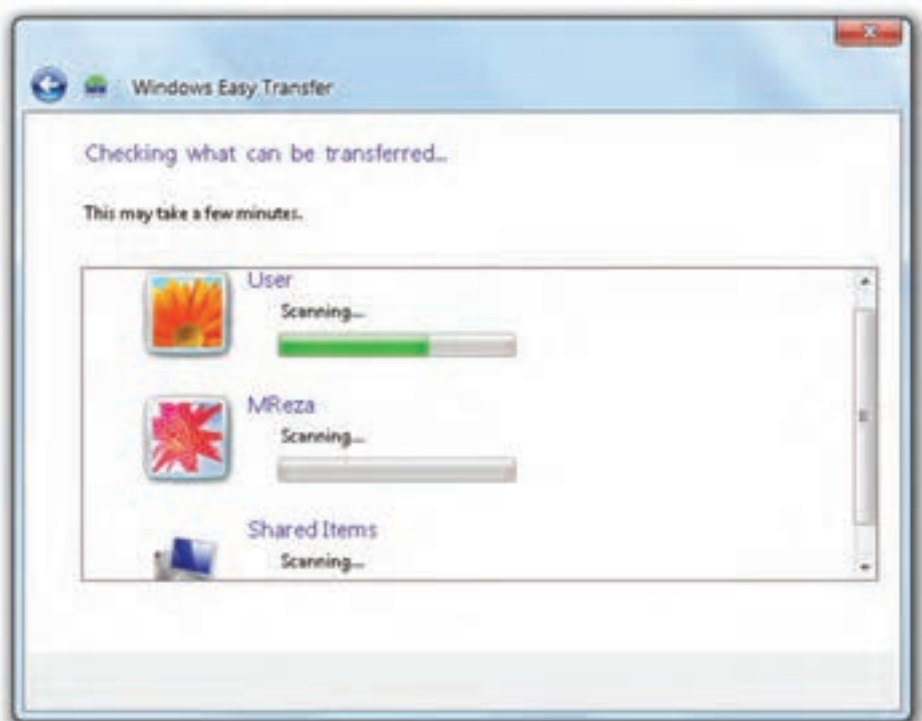 Windows Easy Transfer
Checking what can be transferred...
This may take a few minutes.
User
Scanning...
MReza
Scanning...
Shared Items
Scanning...